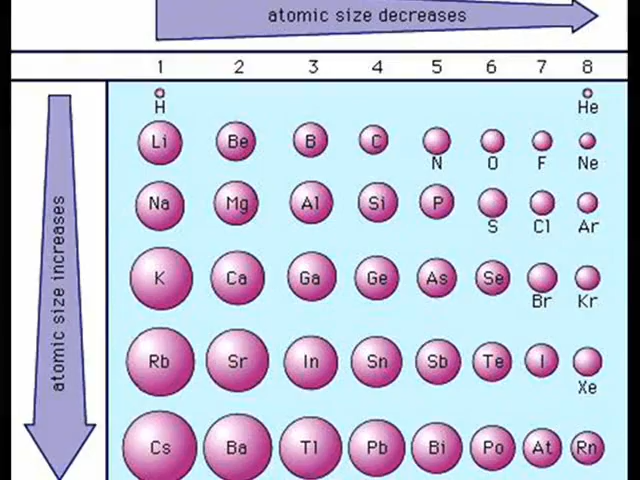 atomic size decreases
1 2 3 4 5 6 7 8
H He
Li Be B C N O F Ne
Na Mg Al Si P S Cl Ar
K Ca Ga Ge As Se Br Kr
Rb Sr In Sn Sb Te I Xe
Cs Ba Tl Pb Bi Po At Rn
atomic size increases